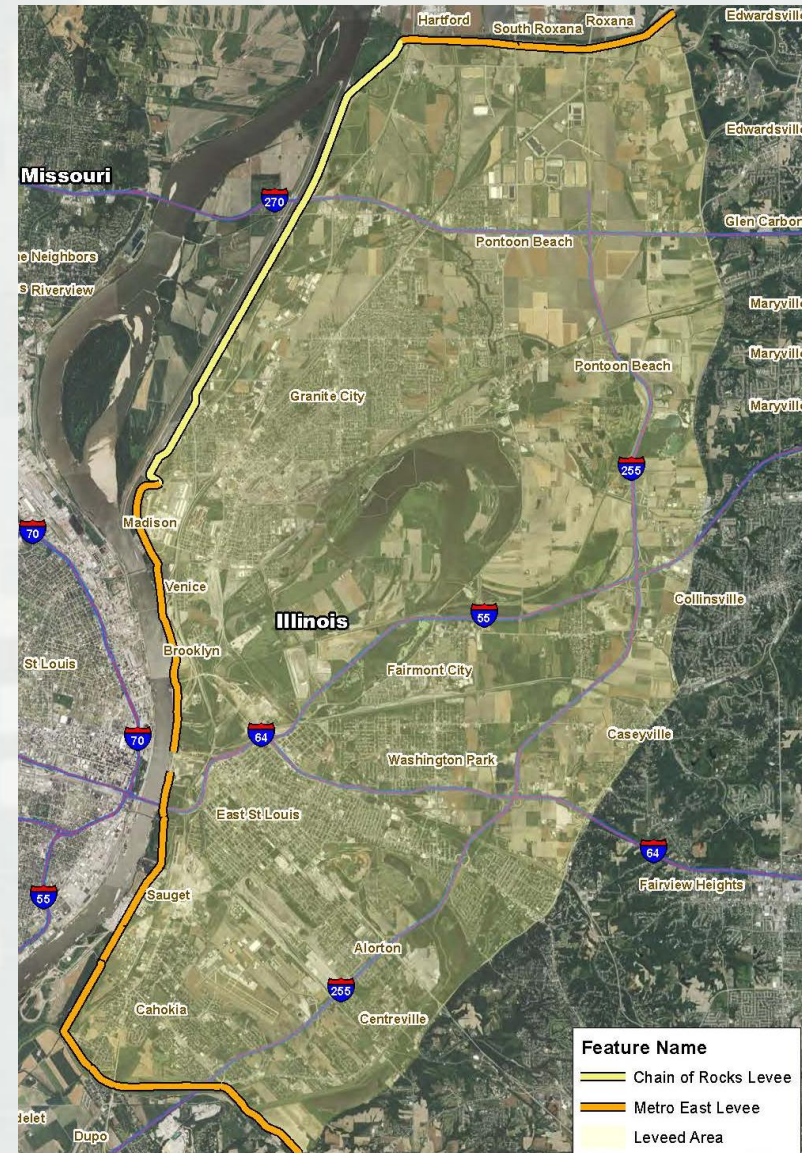 Hartford
South Roxana
Roxana
Edwardsvill
Edwardsvill
Missouri
270
Glen Carbon
Pontoon Beach
e Neighbors
s Riverview
Maryville
Maryville
Pontoon Beach
Granite City
Maryville
255
Madison
70
Venice
Collinsville
55
Illinois
Brooklyn
St Louis
Fairmont City
70
64
Caseyville
Washington Park
East St Louis
64
Fairview Heights
55
Sauget
Alorton
255
Cahokia
Centreville
Feature Name
Chain of Rocks Levee
Metro East Levee
Leveed Area
delet
Dupo